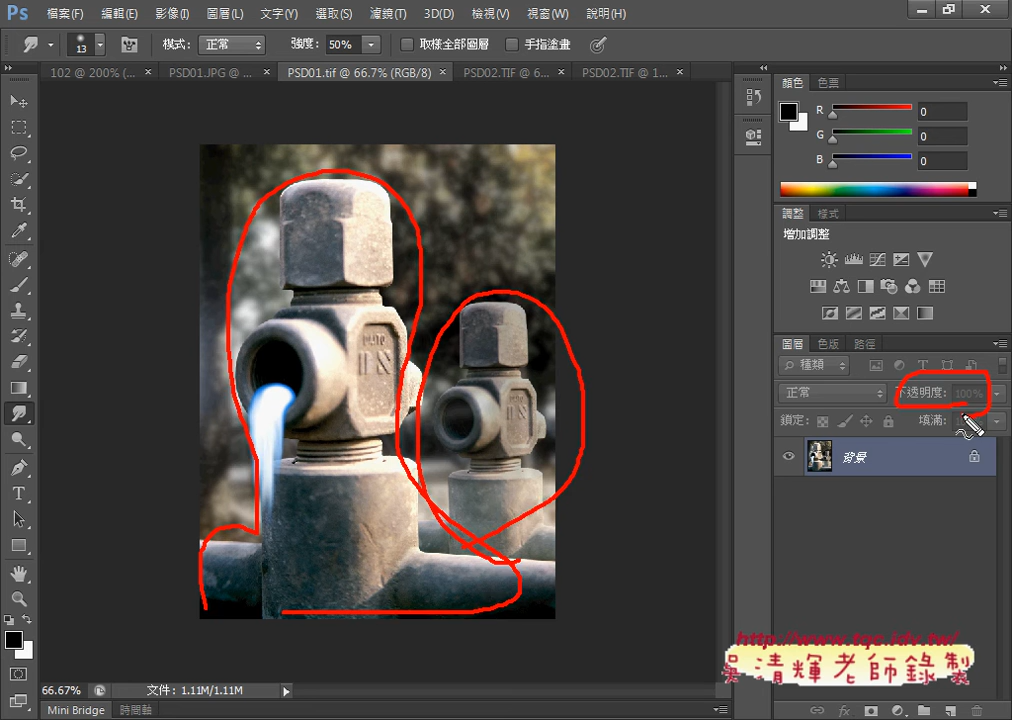 Ps 檔案(F) 編輯(E) 影像(I) 圖層(L) 文字(Y) 選取(S) 濾鏡(T) 3D(D) 檢視(V) 視窗(W) 說明(H)
13 模式: 正常 強度: 50% 取樣全部圖層 手指塗畫
102 @ 200% (... × PSD01.JPG @ ... × PSD01.tif @ 66.7% (RGB/8) × PSD02.TIF @ 6... × PSD02.TIF @ 1... ×
顏色 色票
R 0
G 0
B 0
調整 樣式
增加調整
圖層 色版 路徑
種類
正常 不透明度: 100%
鎖定: 填滿:
背景
http://www.tqc.idv.tw/
吳清輝老師錄製
66.67% 文件: 1.11M/1.11M
Mini Bridge 時間軸